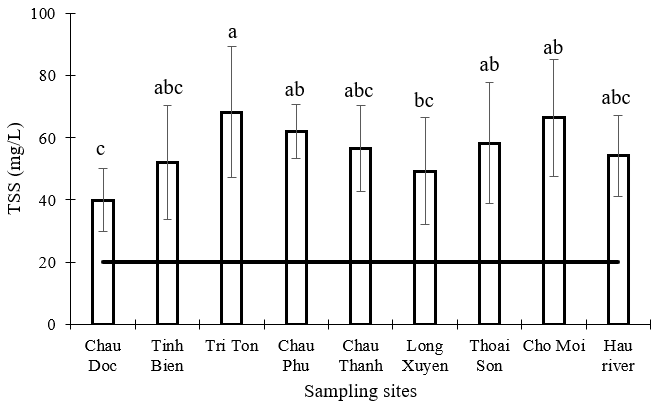 100
80
60
40
20
0
TSS (mg/L)
c
abc
a
ab
abc
bc
ab
ab
abc
Chau
Doc
Tinh
Bien
Tri Ton
Chau
Phu
Chau
Thanh
Long
Xuyen
Thoai
Son
Cho Moi
Hau
river
Sampling sites